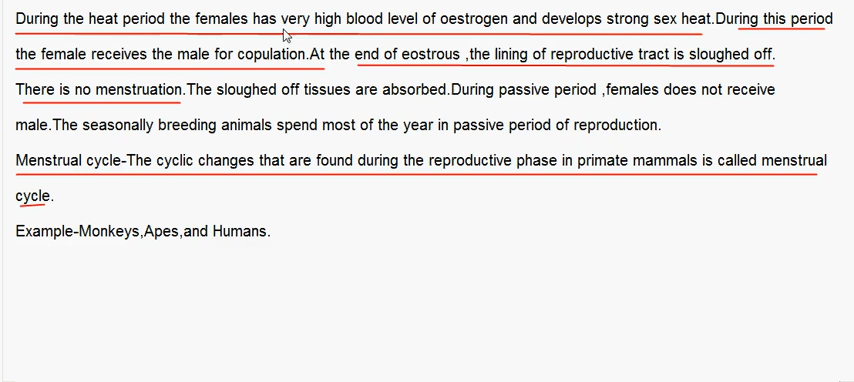 During the heat period the females has very high blood level of oestrogen and develops strong sex heat.During this period
the female receives the male for copulation.At the end of eostrous ,the lining of reproductive tract is sloughed off.
There is no menstruation.The sloughed off tissues are absorbed.During passive period ,females does not receive
male.The seasonally breeding animals spend most of the year in passive period of reproduction.
Menstrual cycle-The cyclic changes that are found during the reproductive phase in primate mammals is called menstrual
cycle.
Example-Monkeys,Apes,and Humans.